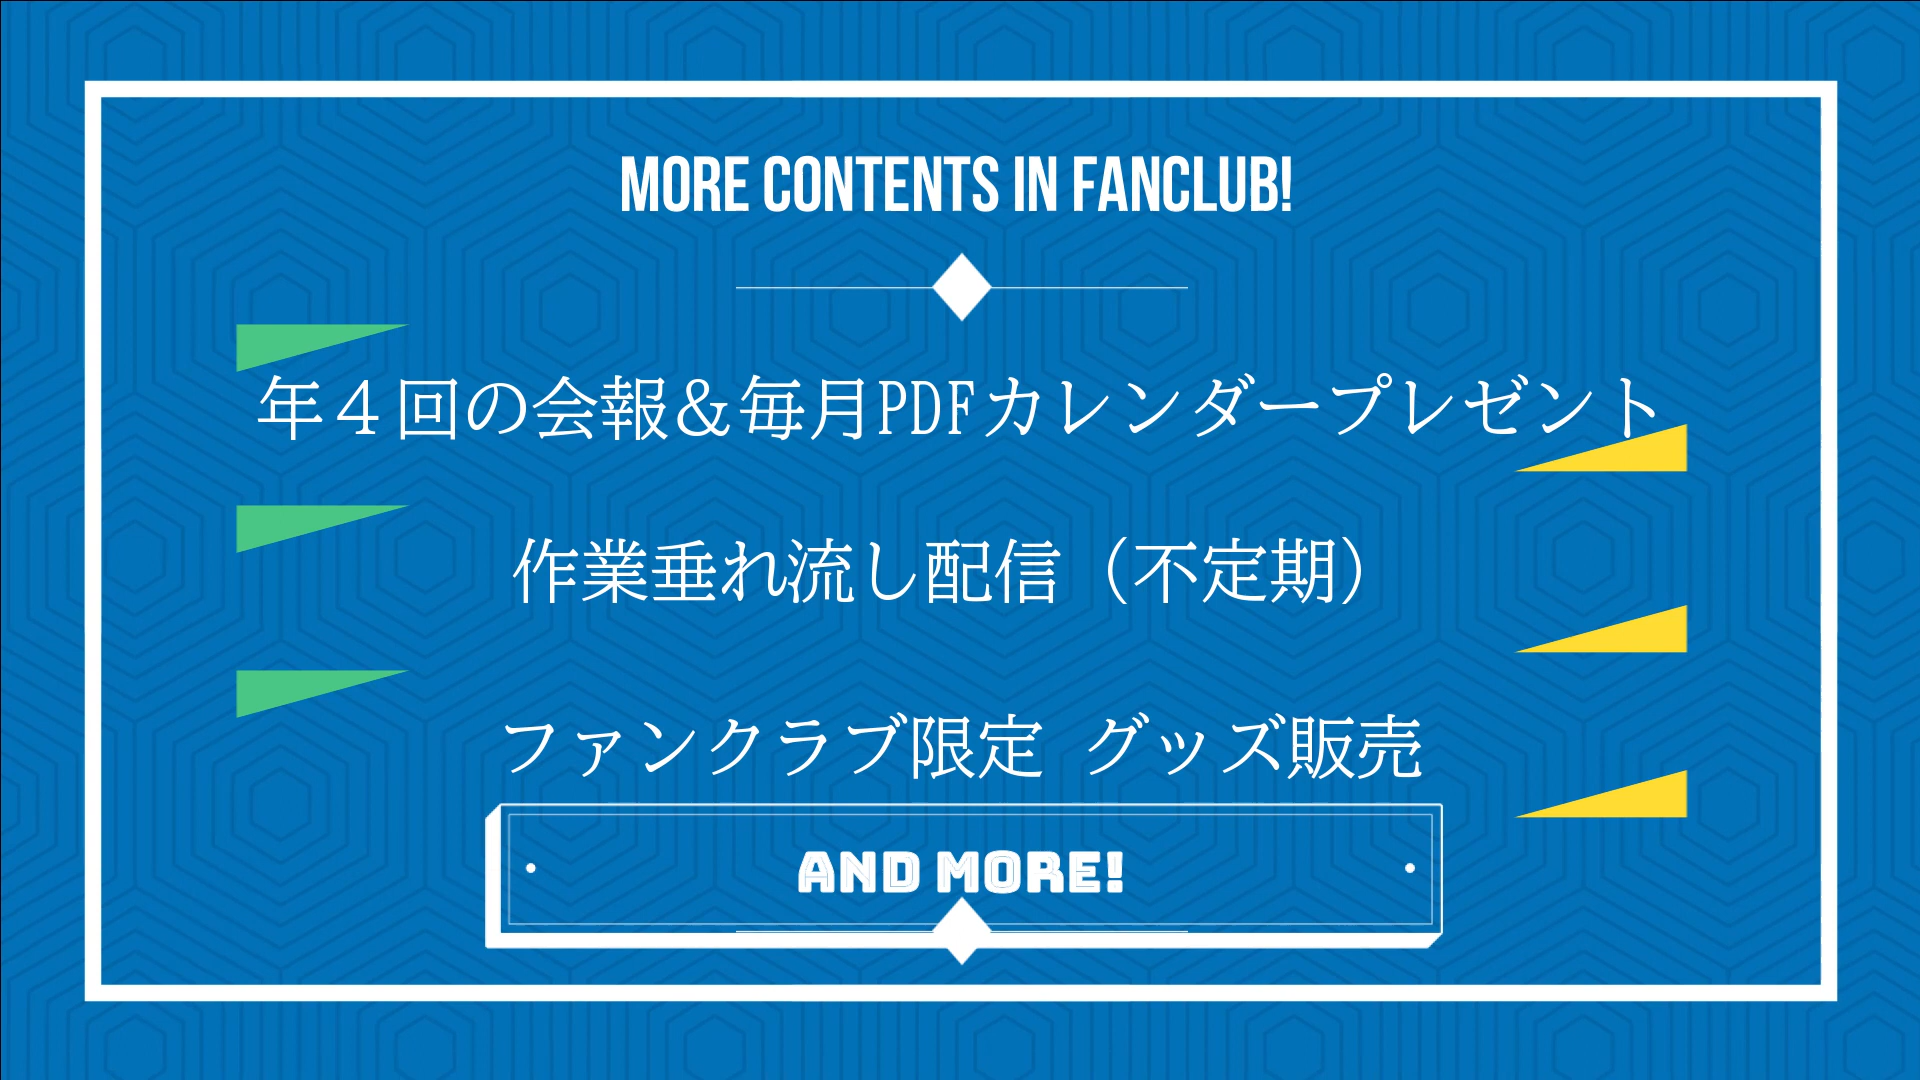 MORE CONTENTS IN FANCLUB!
年４回の会報＆毎月PDFカレンダープレゼント
作業垂れ流し配信（不定期）
ファンクラブ限定 グッズ販売
AND MORE!